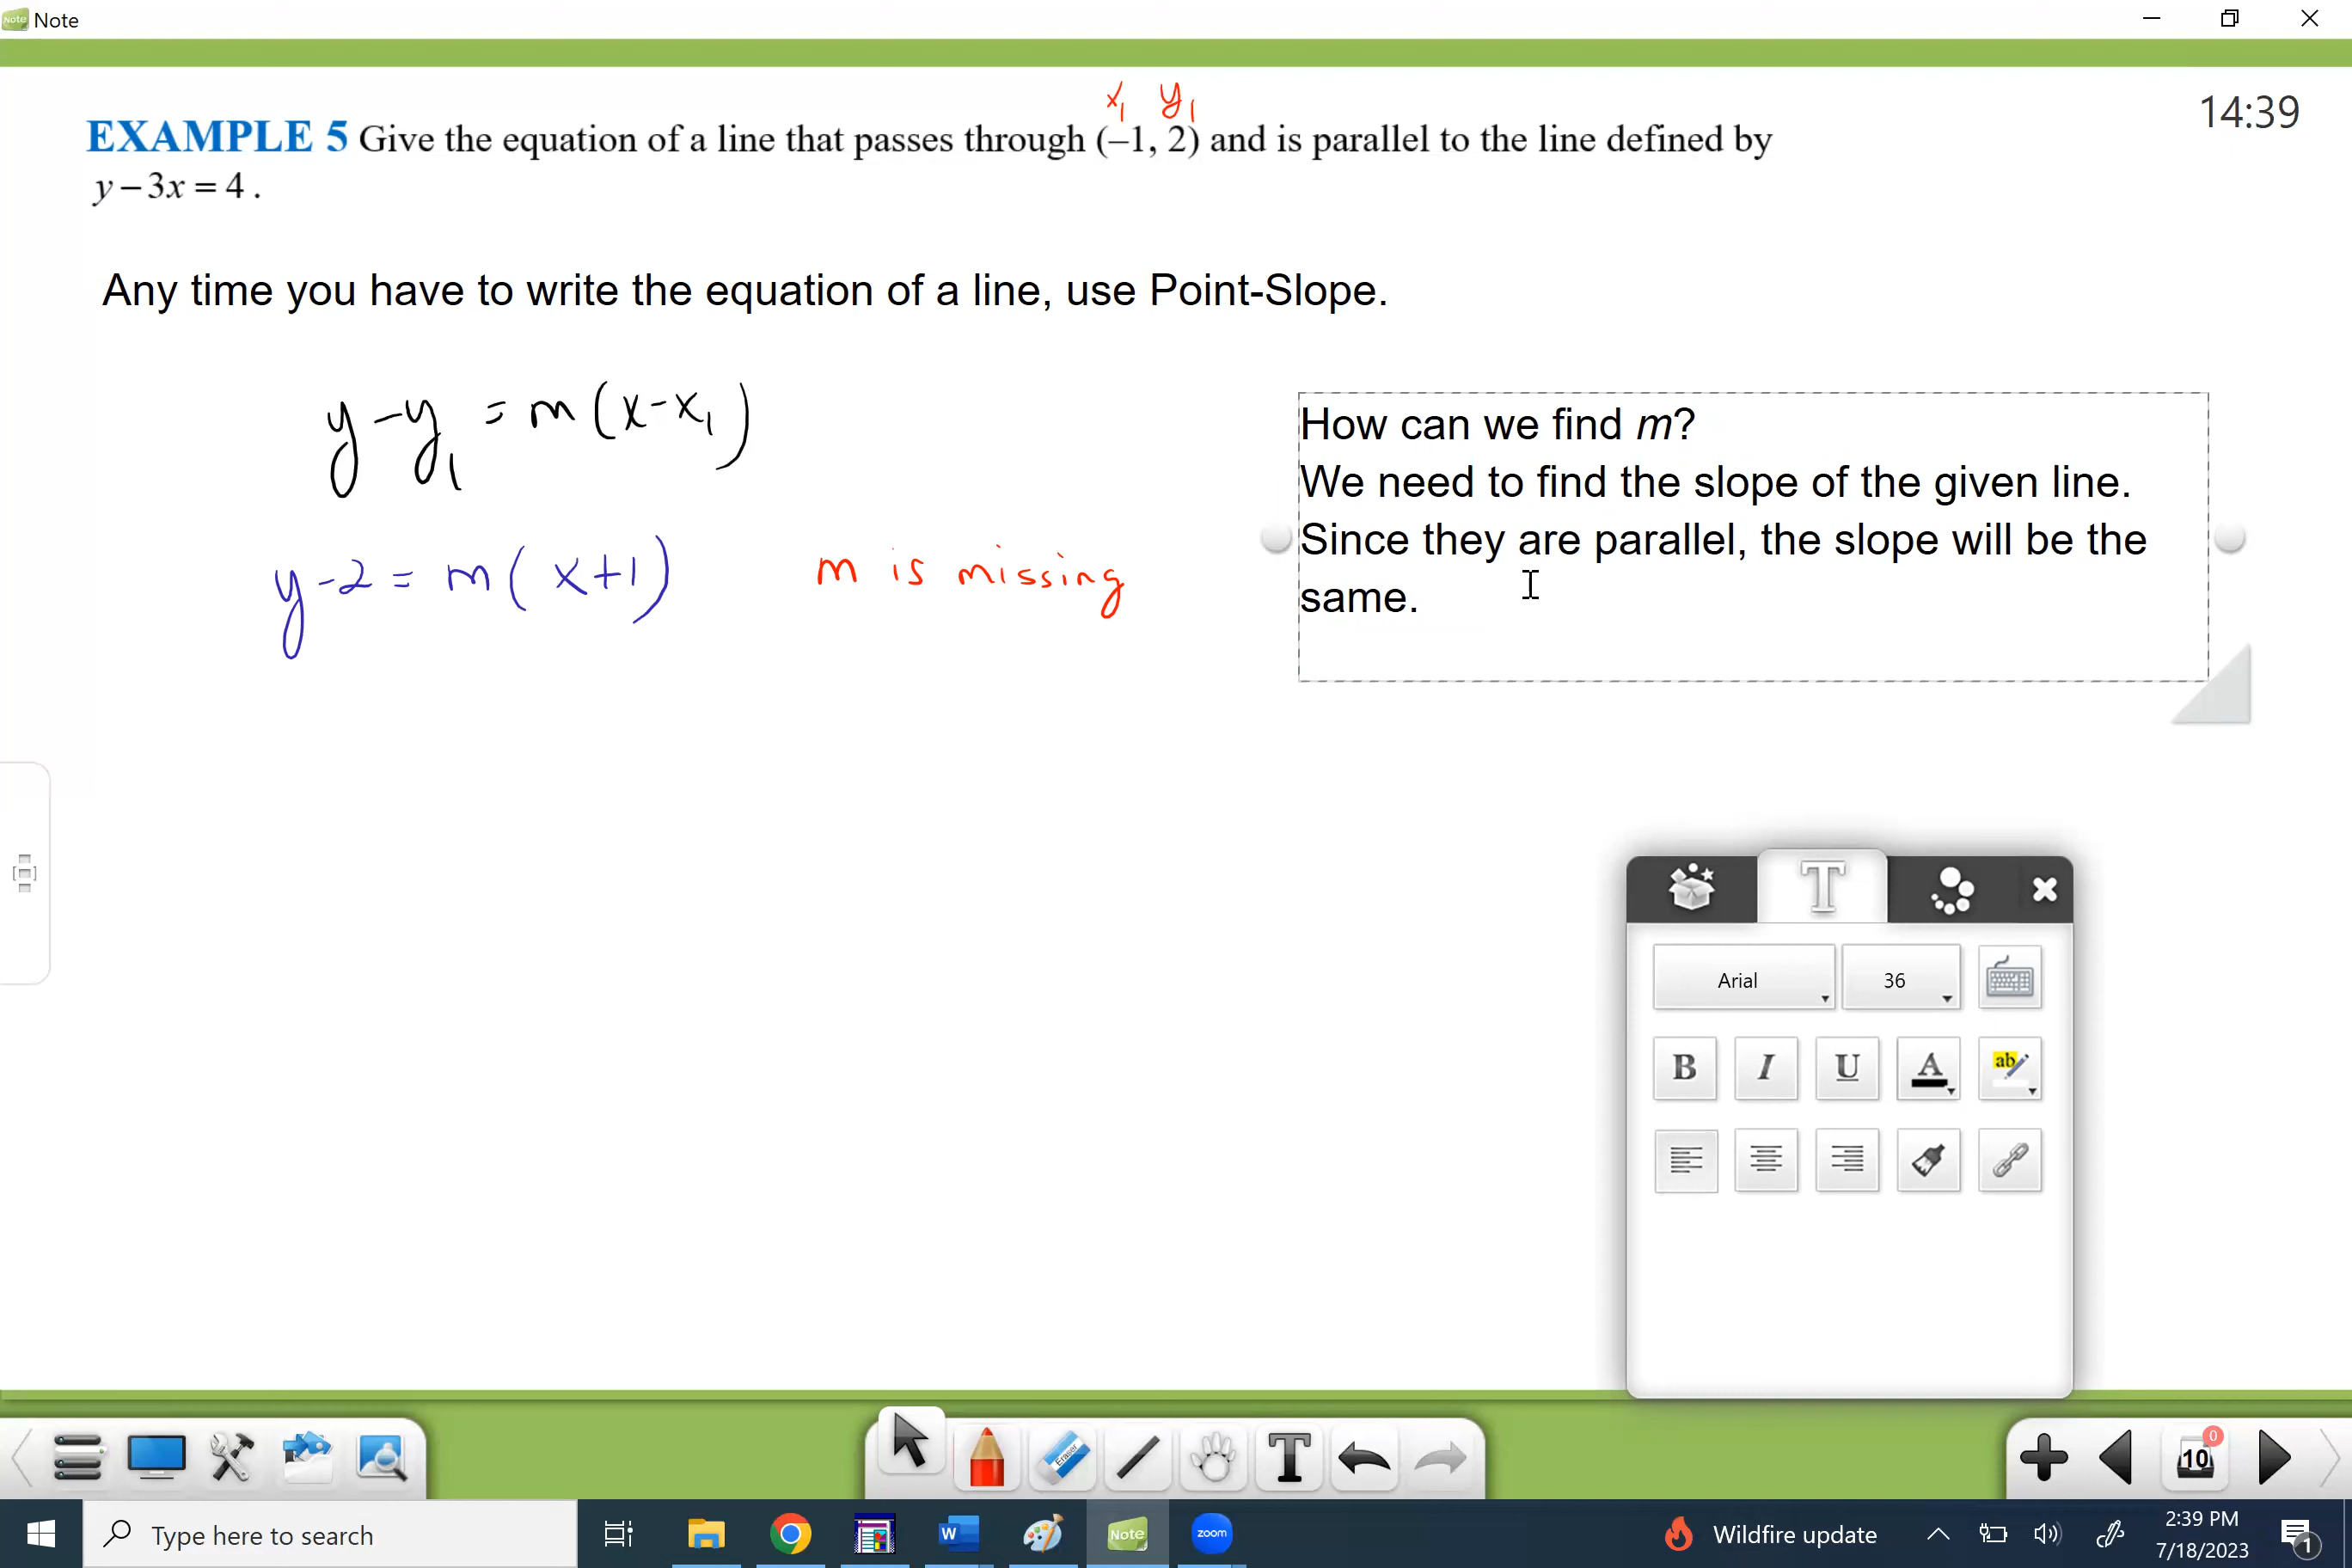 Note
x₁ y₁
14:39
EXAMPLE 5 Give the equation of a line that passes through (–1, 2) and is parallel to the line defined by
y – 3x = 4 .
Any time you have to write the equation of a line, use Point-Slope.
y - y₁ = m (x - x₁)
How can we find m?
We need to find the slope of the given line.
Since they are parallel, the slope will be the
same.
y - 2 = m ( x + 1 )
m is missing
T
Arial 36
B I U A ab
Eraser T 10 0
Type here to search
W
Note
zoom
Wildfire update
2:39 PM
7/18/2023
1